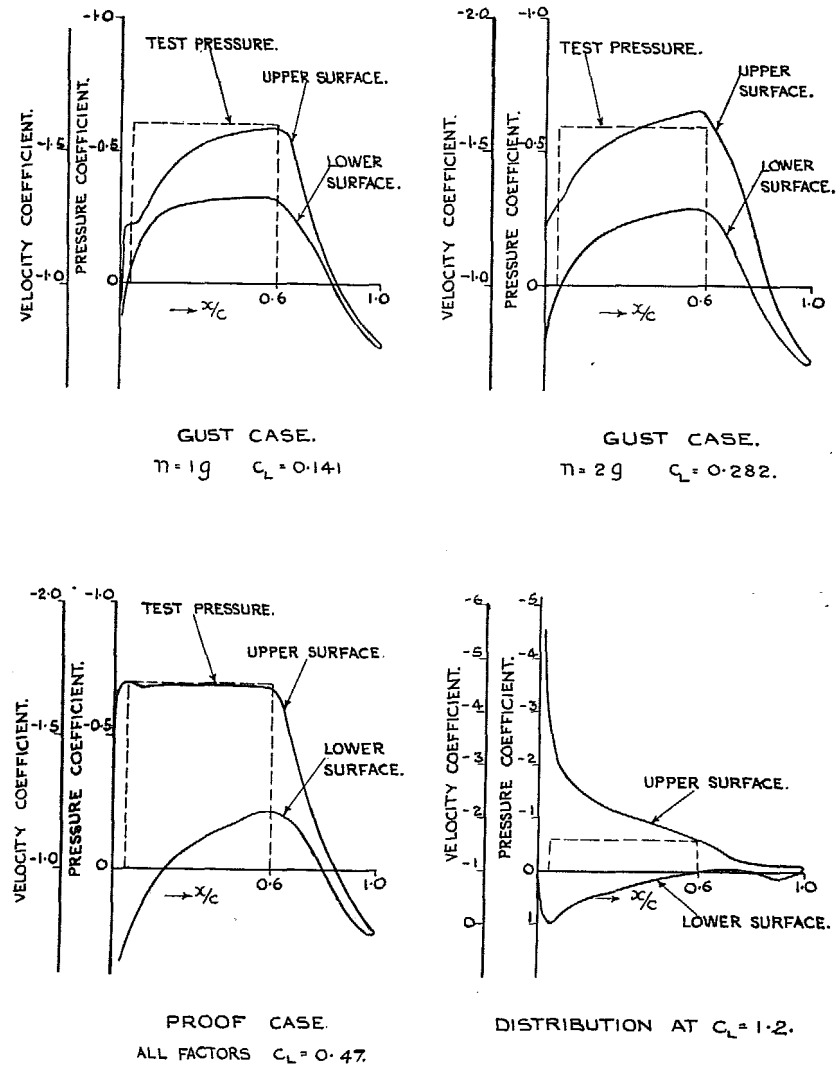 -1.0
TEST PRESSURE.
UPPER SURFACE.
-1.5
-0.5
LOWER
SURFACE.
VELOCITY COEFFICIENT.
PRESSURE COEFFICIENT.
-1.0
0
0.6
1.0
→ x/c
GUST CASE.
n = 1g C_L = 0.141
-2.0
-1.0
TEST PRESSURE.
UPPER
SURFACE.
-1.5
-0.5
LOWER
SURFACE.
VELOCITY COEFFICIENT.
PRESSURE COEFFICIENT.
-1.0
0
0.6
1.0
→ x/c
GUST CASE.
n = 2g C_L = 0.282.
-2.0
-1.0
TEST PRESSURE.
UPPER SURFACE.
-1.5
-0.5
LOWER
SURFACE.
VELOCITY COEFFICIENT.
PRESSURE COEFFICIENT.
-1.0
0
→ x/c
0.6
1.0
PROOF CASE.
ALL FACTORS C_L = 0.47.
-6
-5
-5
-4
-4
-3
-3
-2
UPPER SURFACE.
-2
-1
VELOCITY COEFFICIENT.
PRESSURE COEFFICIENT.
-1
0
0.6
1.0
→ x/c
0
1
LOWER SURFACE.
DISTRIBUTION AT C_L = 1.2.